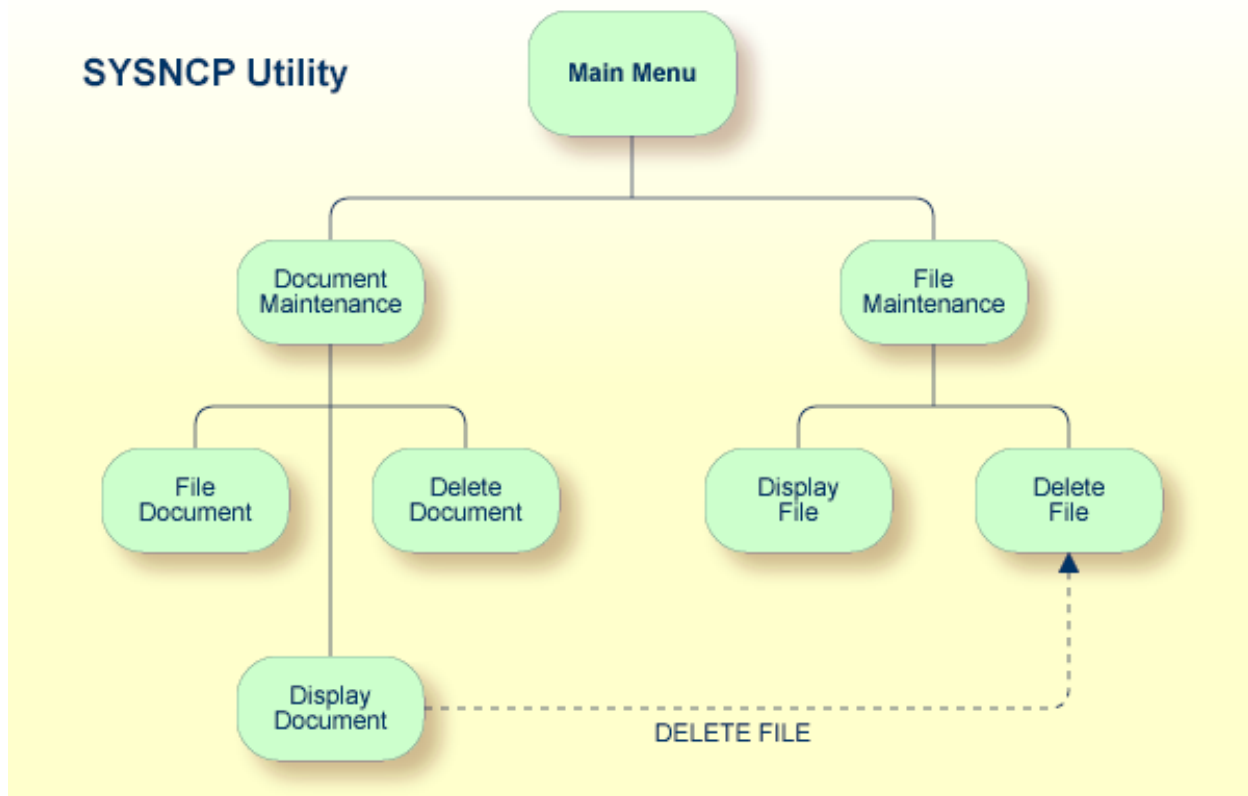 SYSNCP Utility
Main Menu
Document
Maintenance
File
Maintenance
File
Document
Delete
Document
Display
File
Delete
File
Display
Document
DELETE FILE